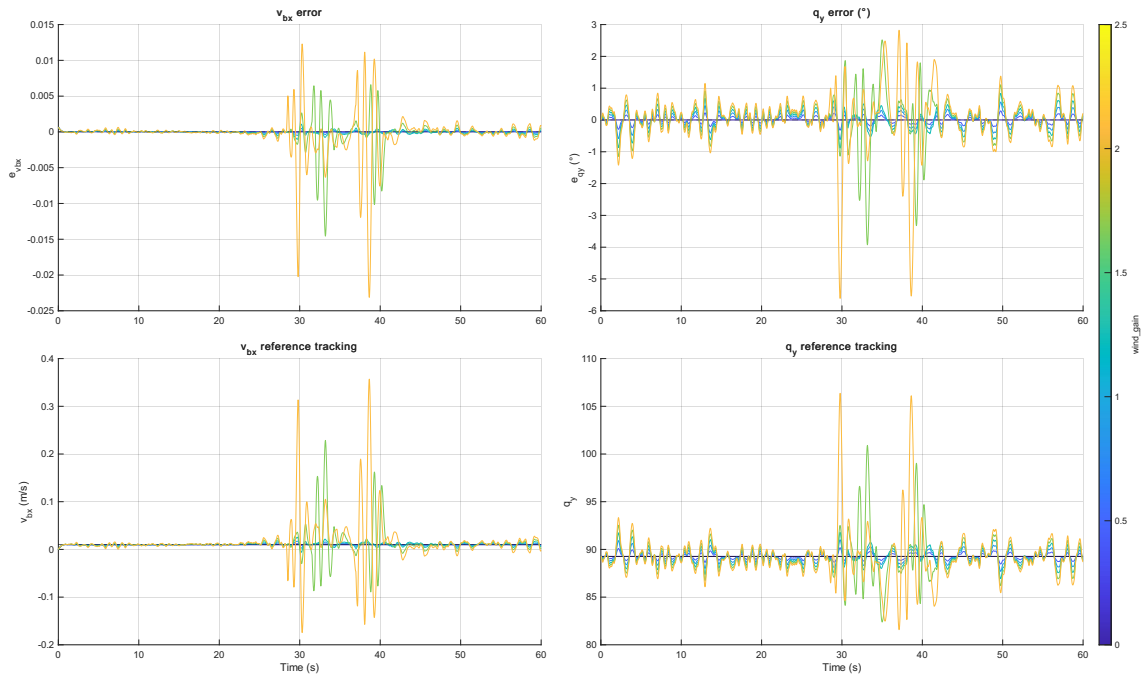 v_bx error
0.015
0.01
0.005
0
-0.005
-0.01
-0.015
-0.02
-0.025
e_vbx
0 10 20 30 40 50 60
q_y error (°)
3
2
1
0
-1
-2
-3
-4
-5
-6
e_qy (°)
0 10 20 30 40 50 60
v_bx reference tracking
0.4
0.3
0.2
0.1
0
-0.1
-0.2
v_bx (m/s)
0 10 20 30 40 50 60
Time (s)
q_y reference tracking
110
105
100
95
90
85
80
q_y
0 10 20 30 40 50 60
Time (s)
2.5
2
1.5
1
0.5
0
wind_gain